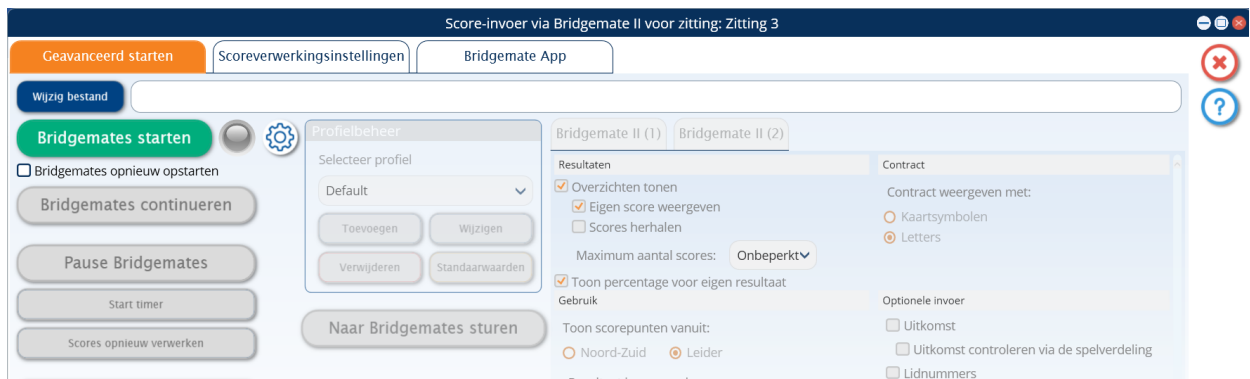 Score-invoer via Bridgemate II voor zitting: Zitting 3
Geavanceerd starten
Scoreverwerkingsinstellingen
Bridgemate App
Wijzig bestand
Bridgemates starten
Bridgemates opnieuw opstarten
Bridgemates continueren
Pause Bridgemates
Start timer
Scores opnieuw verwerken
Profielbeheer
Selecteer profiel
Default
Toevoegen
Wijzigen
Verwijderen
Standaarwaarden
Naar Bridgemates sturen
Bridgemate II (1)
Bridgemate II (2)
Resultaten
Overzichten tonen
Eigen score weergeven
Scores herhalen
Maximum aantal scores: Onbeperkt
Toon percentage voor eigen resultaat
Gebruik
Toon scorepunten vanuit:
Noord-Zuid Leider
Contract
Contract weergeven met:
Kaartsymbolen
Letters
Optionele invoer
Uitkomst
Uitkomst controleren via de spelverdeling
Lidnummers